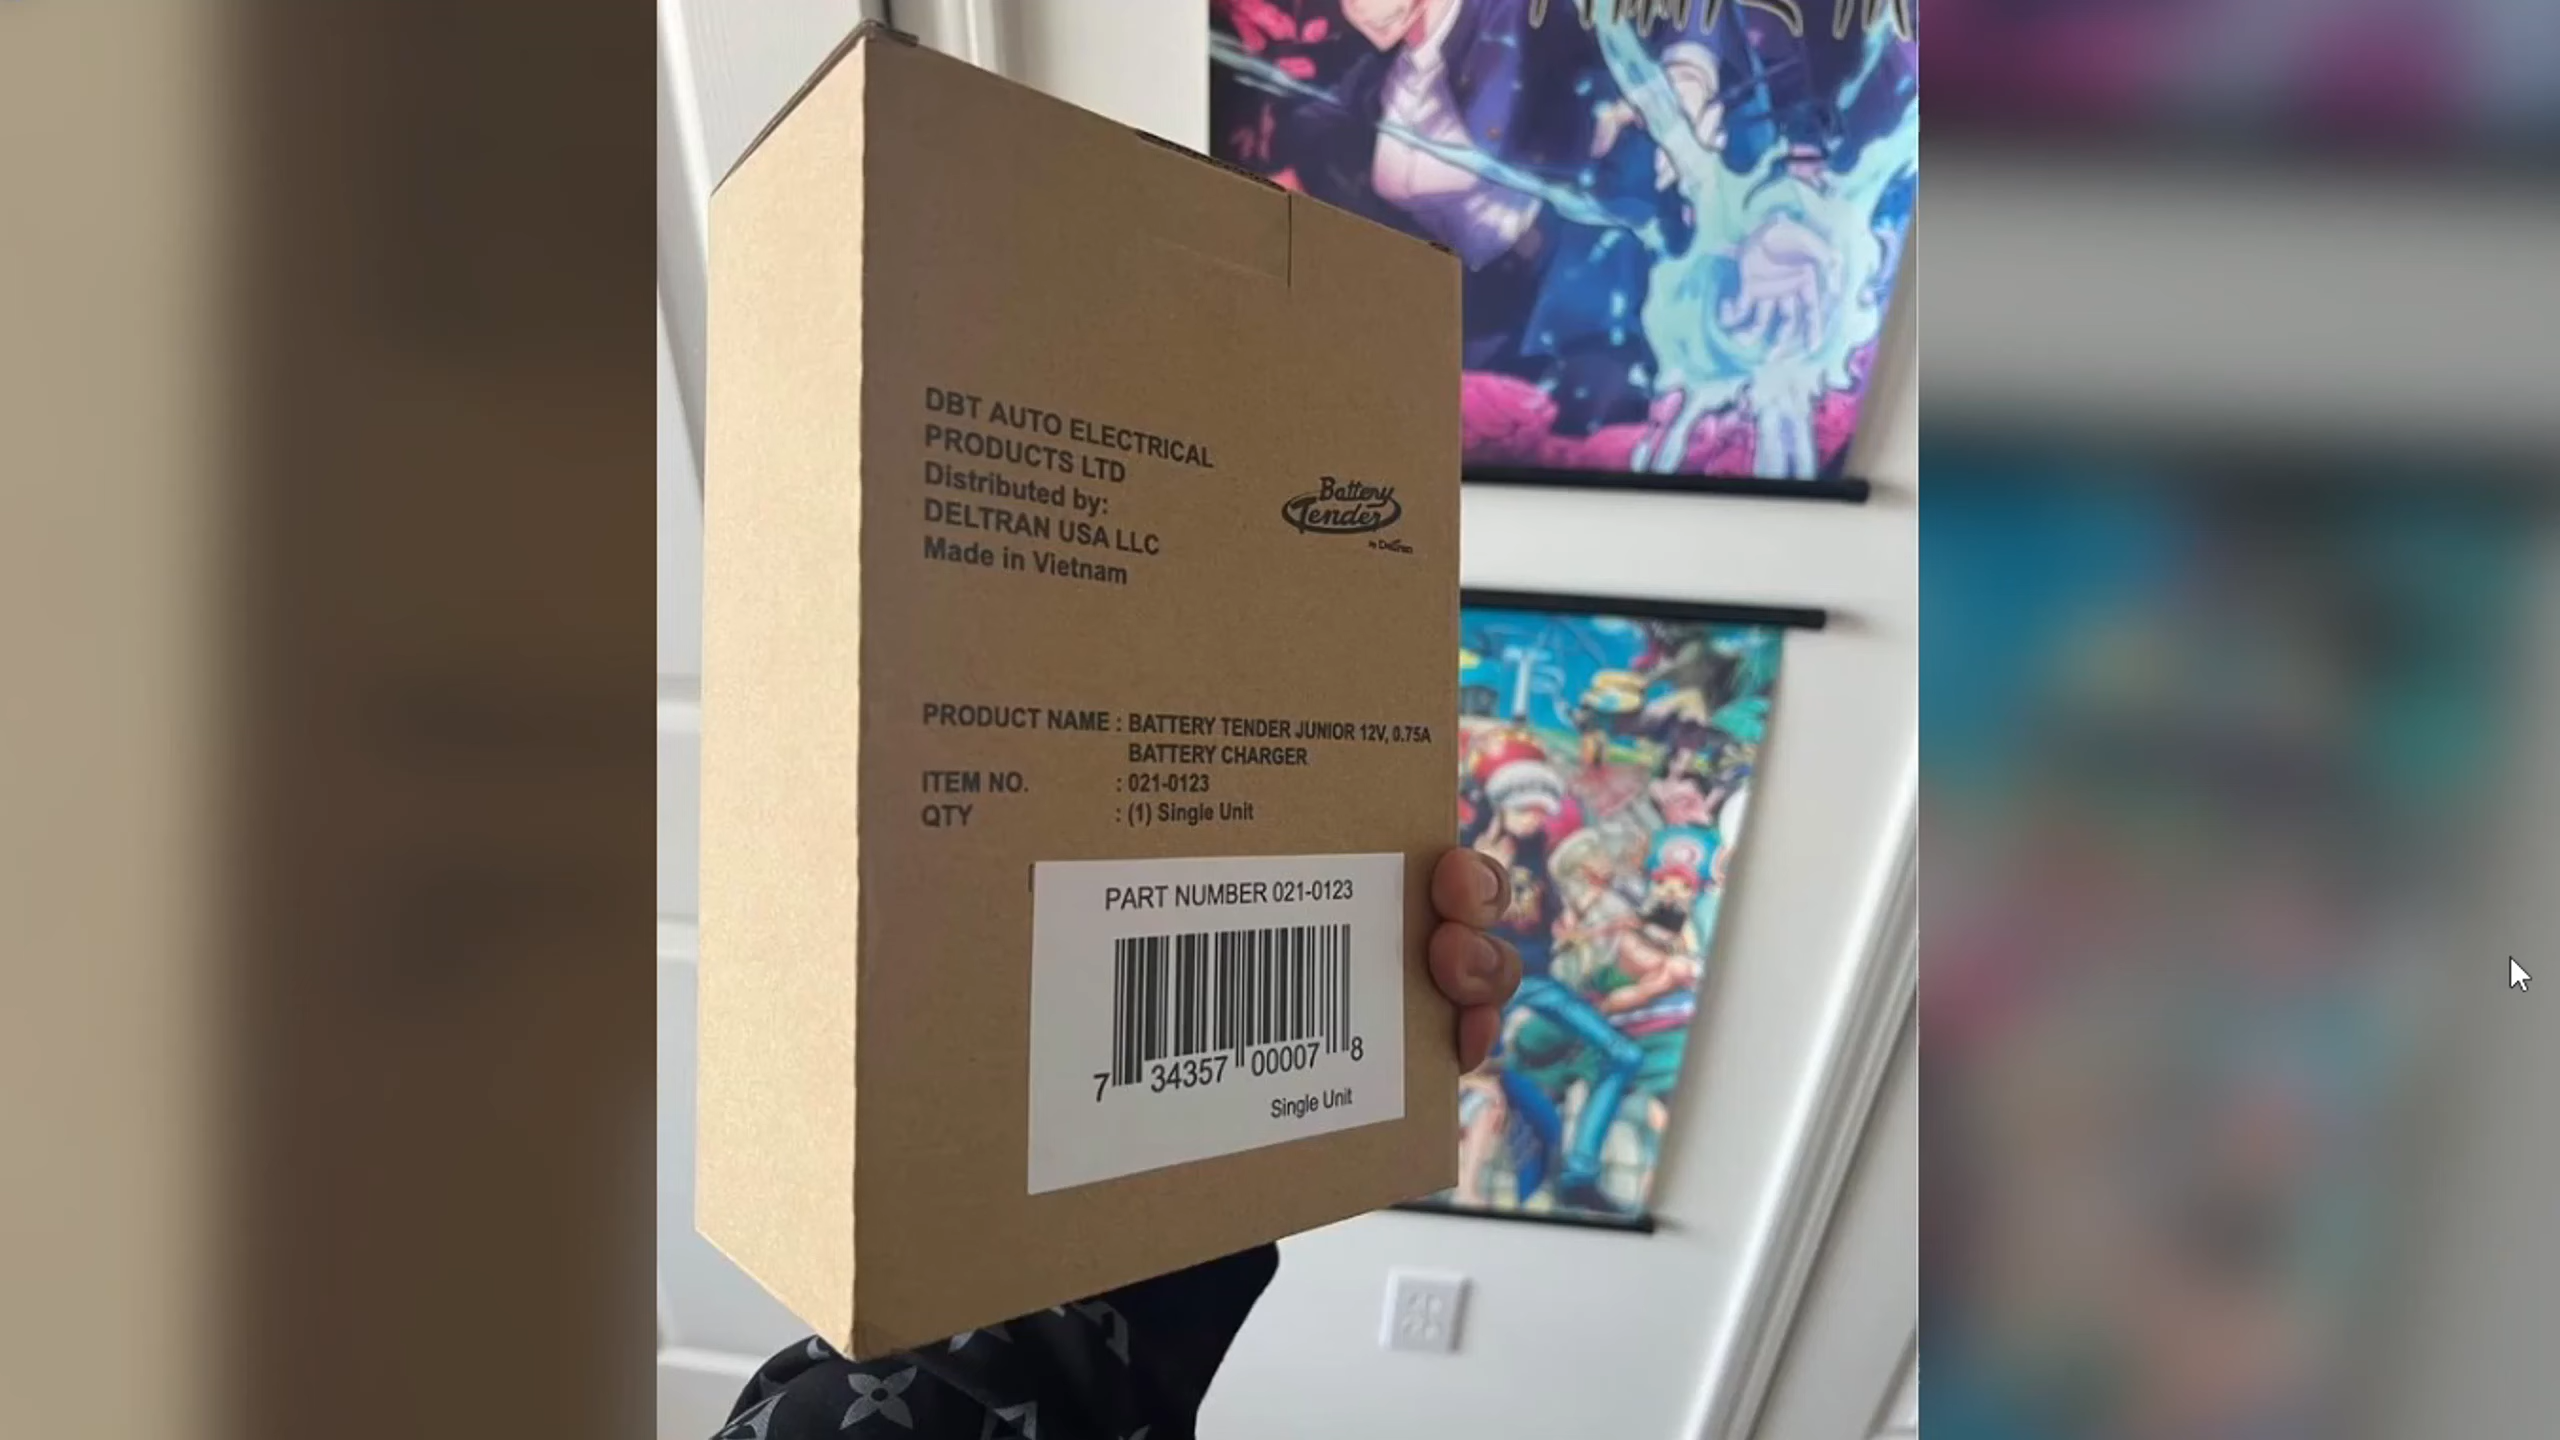 DBT AUTO ELECTRICAL
PRODUCTS LTD
Distributed by:
DELTRAN USA LLC
Made in Vietnam
Battery
Tender
by Deltran
PRODUCT NAME : BATTERY TENDER JUNIOR 12V, 0.75A
BATTERY CHARGER
ITEM NO. : 021-0123
QTY : (1) Single Unit
PART NUMBER 021-0123
7 34357 00007 8
Single Unit